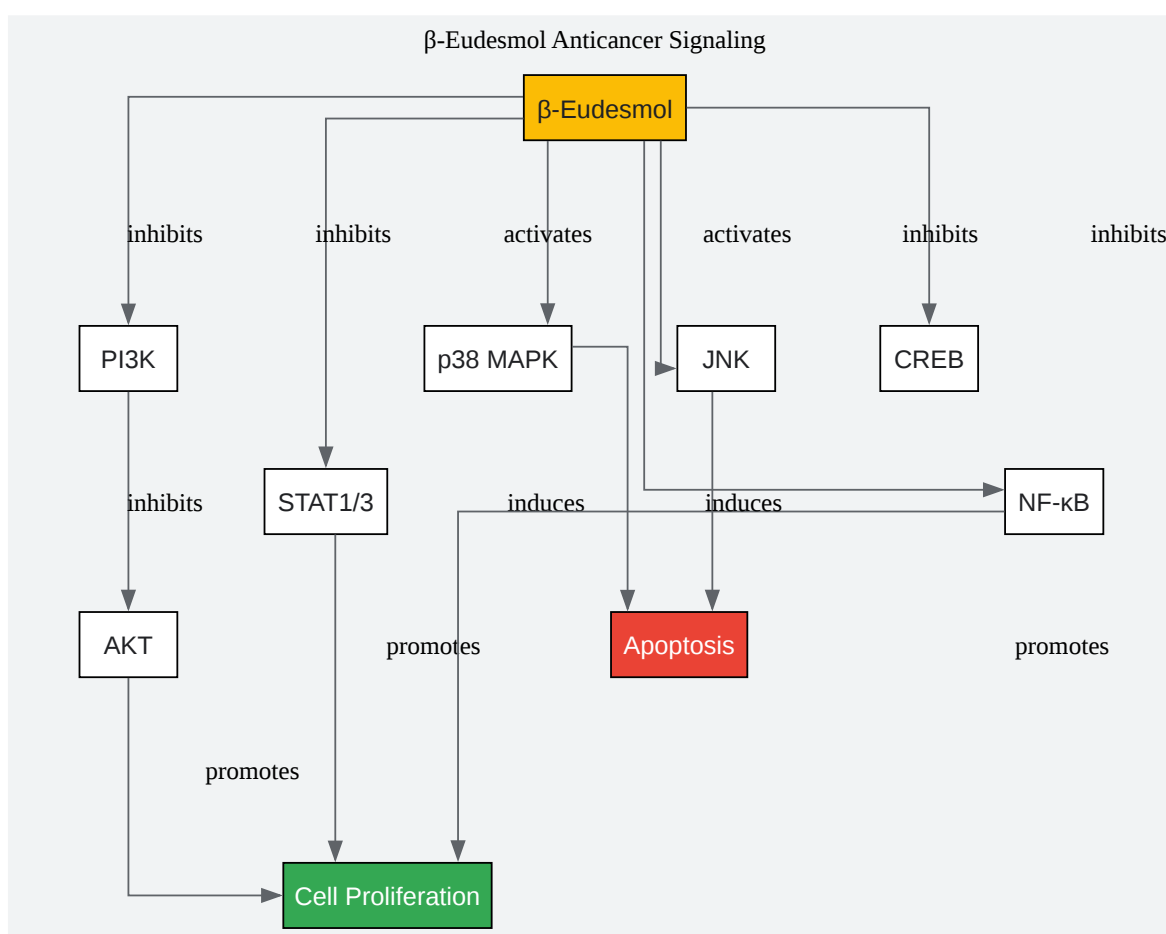 β-Eudesmol Anticancer Signaling
β-Eudesmol
inhibits
inhibits
activates
activates
inhibits
inhibits
PI3K
p38 MAPK
JNK
CREB
inhibits
STAT1/3
induces
induces
NF-κB
AKT
promotes
Apoptosis
promotes
promotes
Cell Proliferation